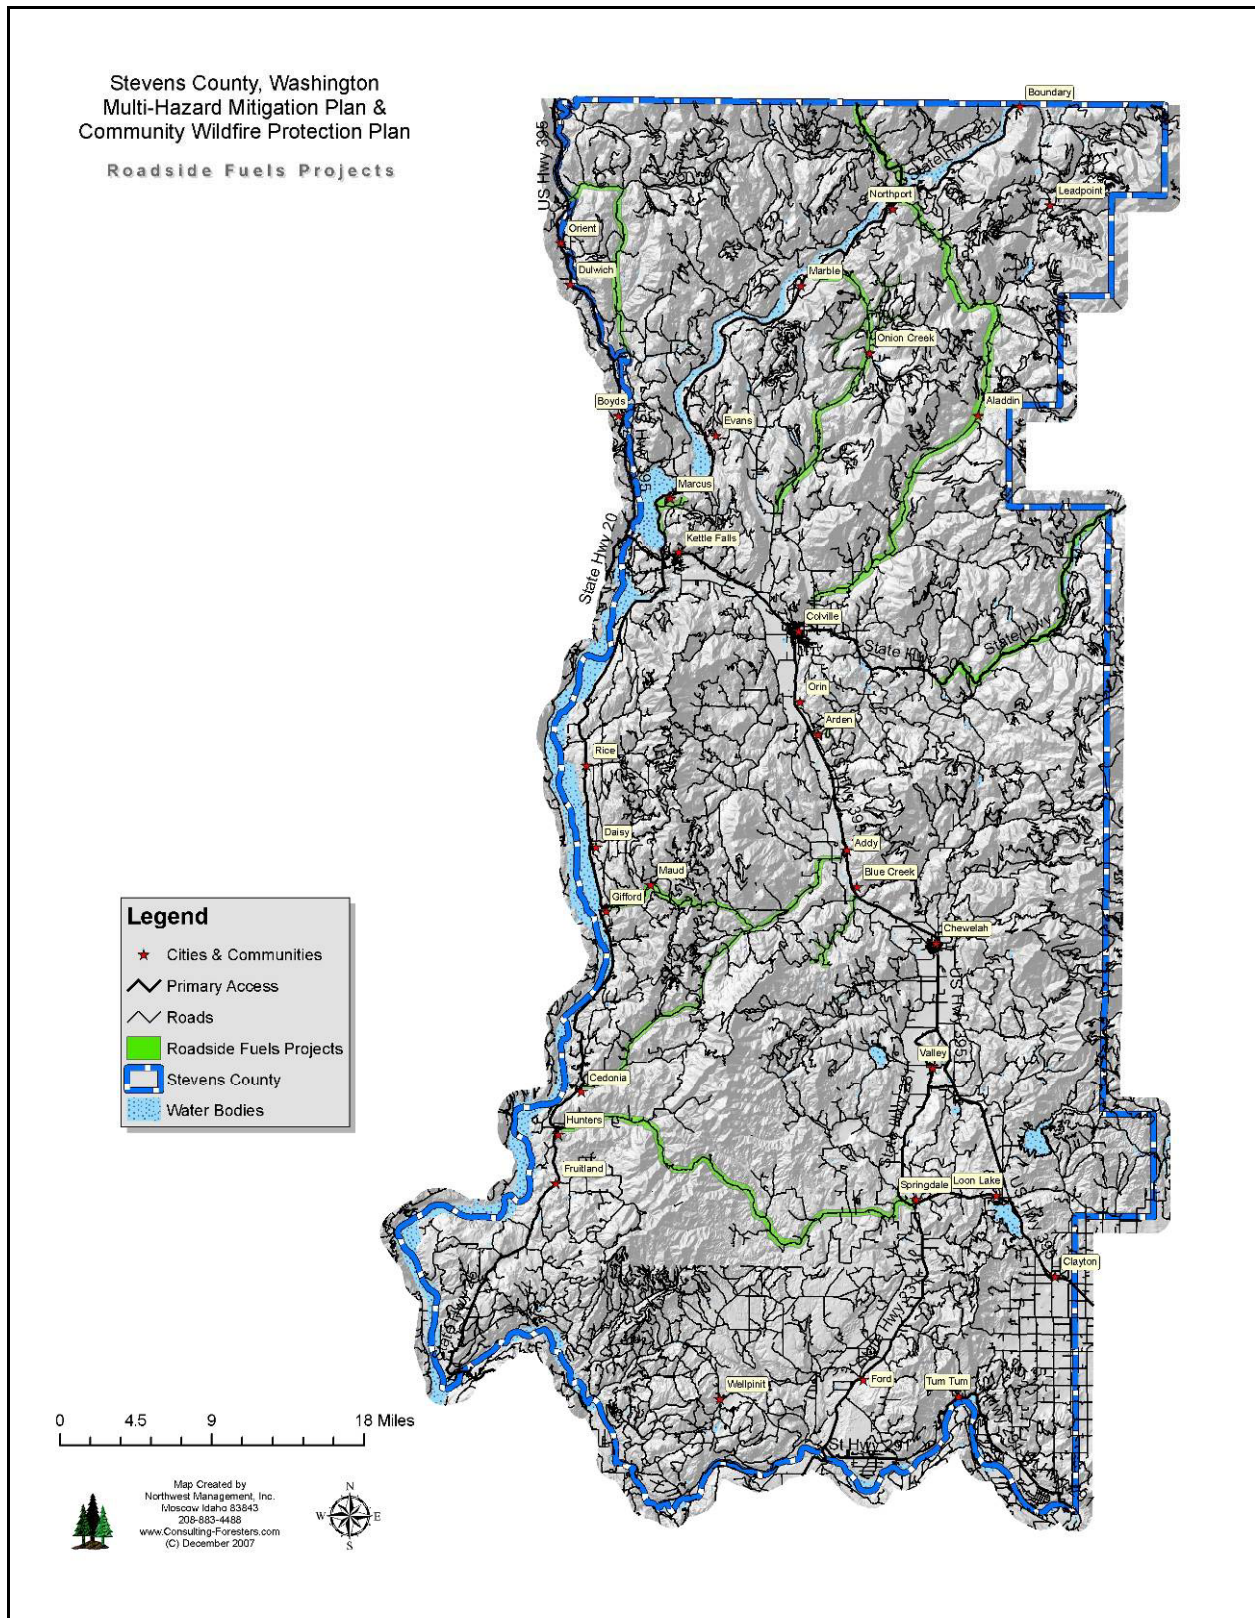 Stevens County, Washington
Multi-Hazard Mitigation Plan &
Community Wildfire Protection Plan
Roadside Fuels Projects
Boundary
US Hwy 395
State Hwy 25
Leadpoint
Northport
Orient
Dulwich
Marble
Onion Creek
Boyds
Aladdin
Evans
Marcus
State Hwy 20
Kettle Falls
Colville
State Hwy 20
State Hwy
Orin
Arden
Rice
Daisy
Addy
Maud
Blue Creek
Gifford
Chewelah
US Hwy 395
Valley
Cedonia
Hunters
Fruitland
Springdale
Loon Lake
Clayton
Ford
Tum Tum
Wellpinit
St Hwy 291
Legend
Cities & Communities
Primary Access
Roads
Roadside Fuels Projects
Stevens County
Water Bodies
0 4.5 9 18 Miles
Map Created by
Northwest Management, Inc.
Moscow Idaho 83843
208-883-4488
www.Consulting-Foresters.com
(C) December 2007
N
W E
S